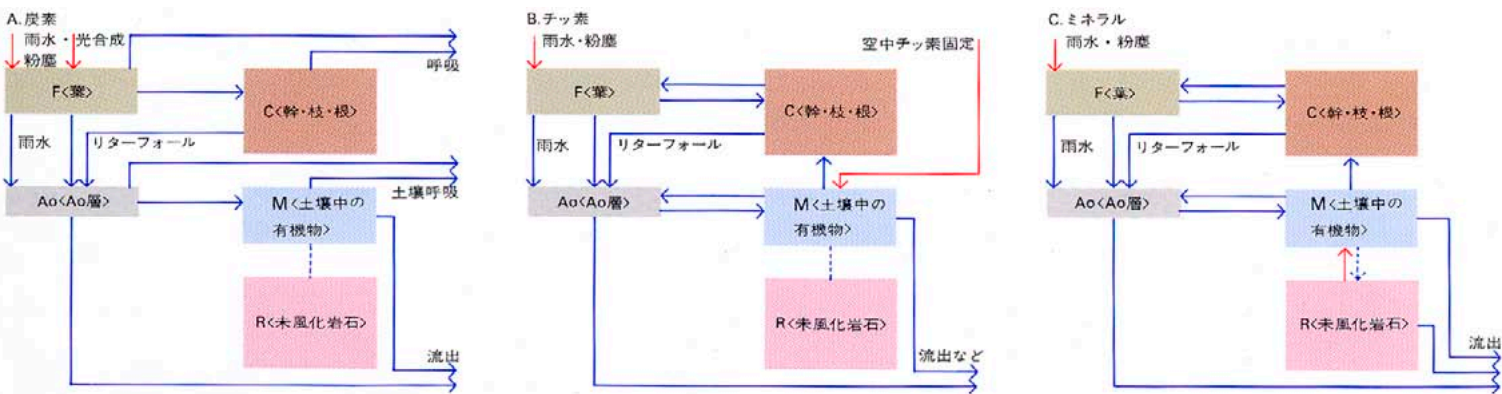 A.炭素
雨水・光合成
粉塵
呼吸
F<葉>
C<幹・枝・根>
雨水
リターフォール
土壌呼吸
Ao<Ao層>
M<土壌中の
有機物>
R<未風化岩石>
流出
B.チッ素
雨水・粉塵
空中チッ素固定
F<葉>
C<幹・枝・根>
雨水
リターフォール
Ao<Ao層>
M<土壌中の
有機物>
R<未風化岩石>
流出など
C.ミネラル
雨水・粉塵
F<葉>
C<幹・枝・根>
雨水
リターフォール
Ao<Ao層>
M<土壌中の
有機物>
R<未風化岩石>
流出